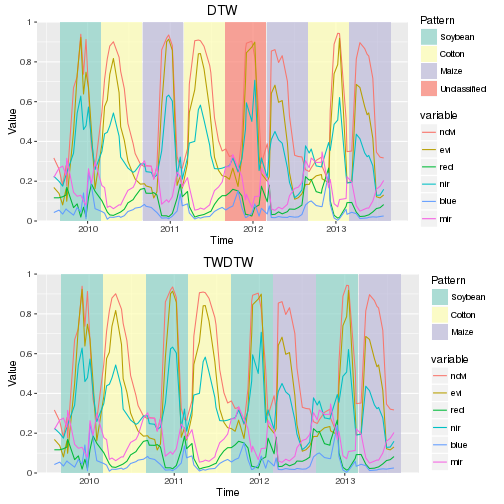 DTW
1
0.8
0.6
0.4
0.2
0
Value
2010 2011 2012 2013
Time
Pattern
Soybean
Cotton
Maize
Unclassified
variable
ndvi
evi
red
nir
blue
mir
TWDTW
1
0.8
0.6
0.4
0.2
0
Value
2010 2011 2012 2013
Time
Pattern
Soybean
Cotton
Maize
variable
ndvi
evi
red
nir
blue
mir